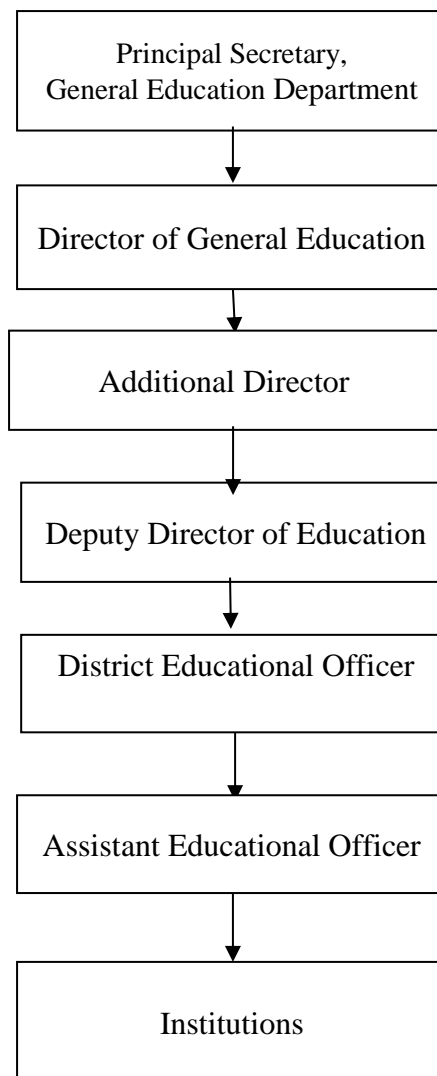 Principal Secretary,
General Education Department
Director of General Education
Additional Director
Deputy Director of Education
District Educational Officer
Assistant Educational Officer
Institutions